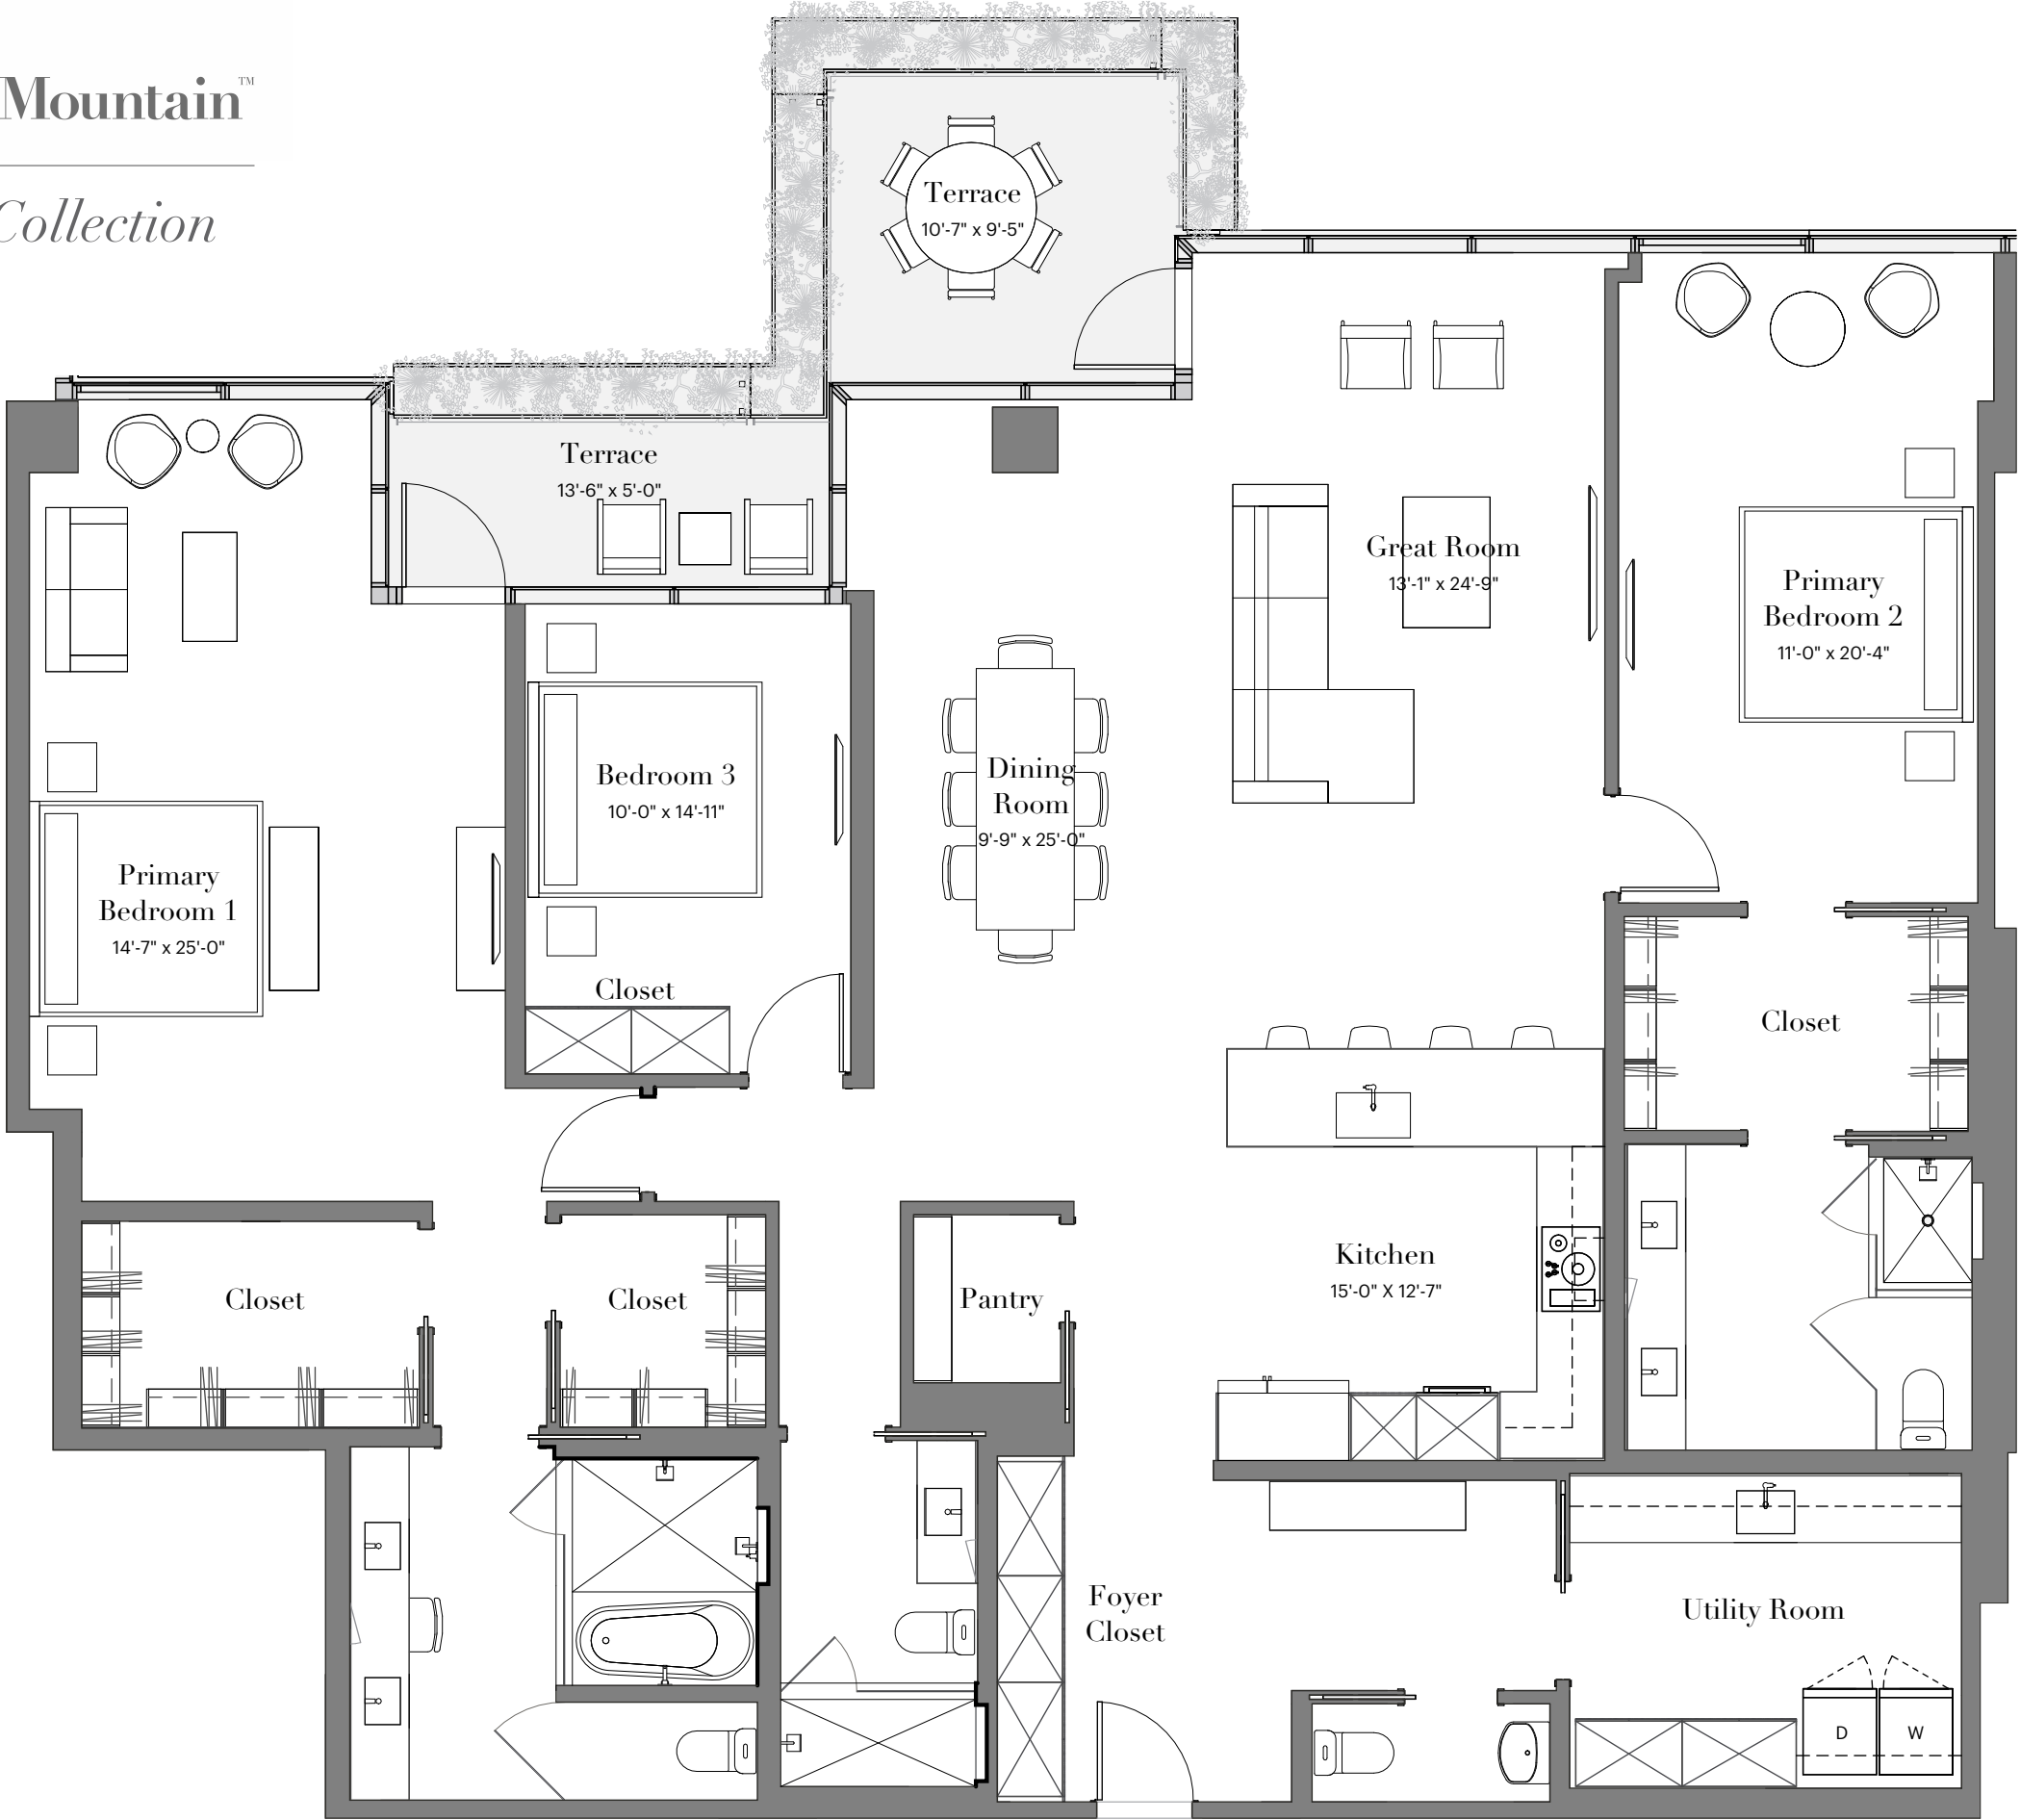 Mountain™
Collection
Terrace
10'-7" x 9'-5"
Terrace
13'-6" x 5'-0"
Great Room
13'-1" x 24'-9"
Primary
Bedroom 2
11'-0" x 20'-4"
Bedroom 3
10'-0" x 14'-11"
Dining
Room
9'-9" x 25'-0"
Primary
Bedroom 1
14'-7" x 25'-0"
Closet
Closet
Closet
Closet
Pantry
Kitchen
15'-0" X 12'-7"
Foyer
Closet
Utility Room
D
W